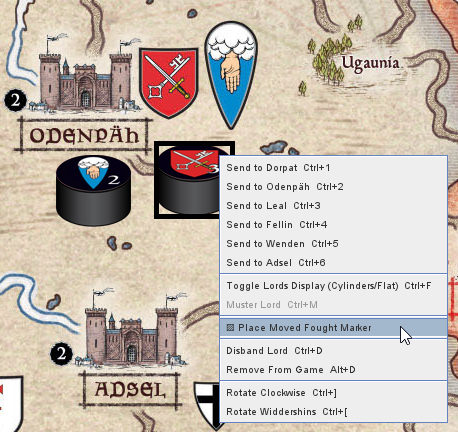 Ugaunia
2
ODENPÄH
2
3
Send to Dorpat Ctrl+1
Send to Odenpäh Ctrl+2
Send to Leal Ctrl+3
Send to Fellin Ctrl+4
Send to Wenden Ctrl+5
Send to Adsel Ctrl+6
Toggle Lords Display (Cylinders/Flat) Ctrl+F
Muster Lord Ctrl+M
Place Moved Fought Marker
Disband Lord Ctrl+D
Remove From Game Alt+D
Rotate Clockwise Ctrl+]
Rotate Widdershins Ctrl+[
2
ADSEL